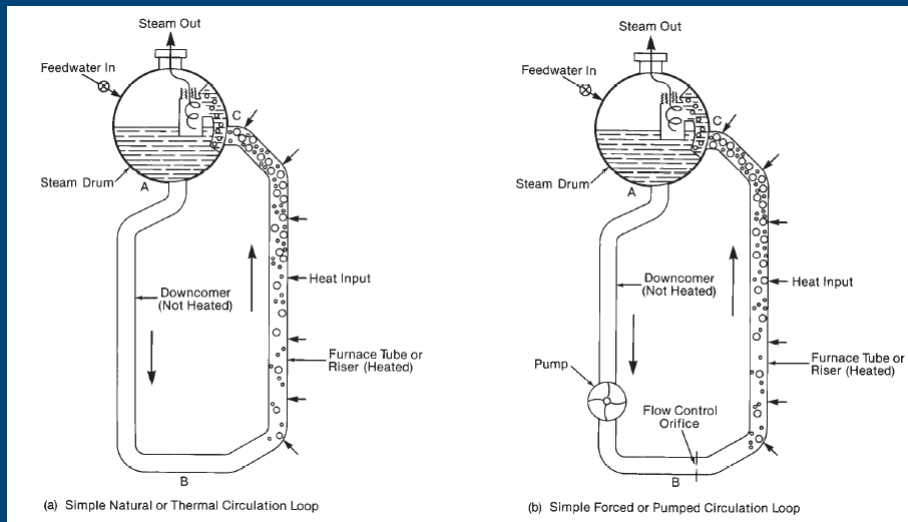 Steam Out
Feedwater In
C
Steam Drum
A
Heat Input
Downcomer
(Not Heated)
Furnace Tube or
Riser (Heated)
B
(a) Simple Natural or Thermal Circulation Loop
Steam Out
Feedwater In
C
Steam Drum
A
Downcomer
(Not Heated)
Heat Input
Pump
Furnace Tube or
Riser (Heated)
Flow Control
Orifice
B
(b) Simple Forced or Pumped Circulation Loop